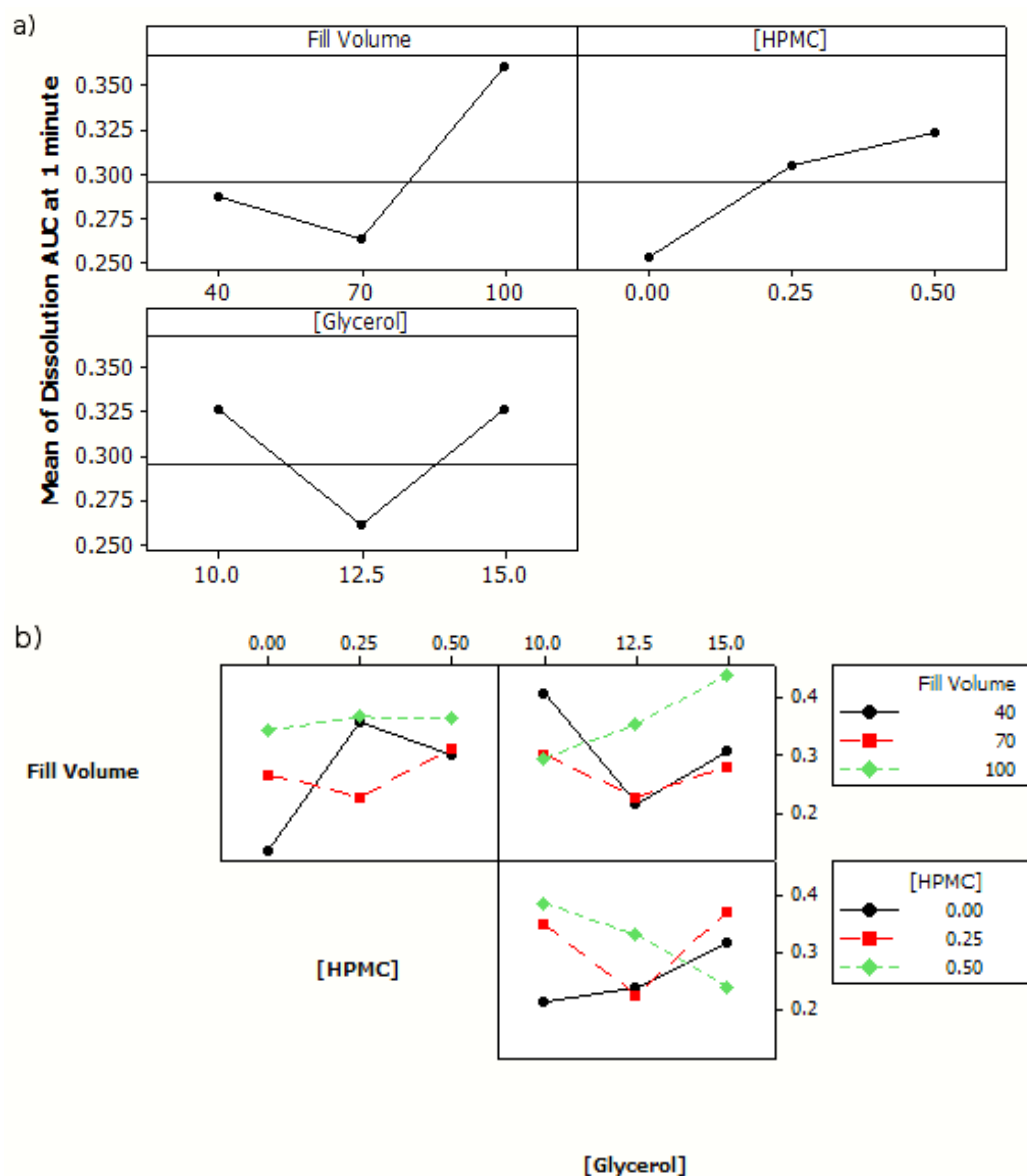 a)
Fill Volume [HPMC]
Mean of Dissolution AUC at 1 minute
0.350
0.325
0.300
0.275
0.250
40 70 100 0.00 0.25 0.50
[Glycerol]
0.350
0.325
0.300
0.275
0.250
10.0 12.5 15.0
b)
0.00 0.25 0.50 10.0 12.5 15.0
Fill Volume
0.4
0.3
0.2
Fill Volume
40
70
100
[HPMC]
0.4
0.3
0.2
[HPMC]
0.00
0.25
0.50
[Glycerol]